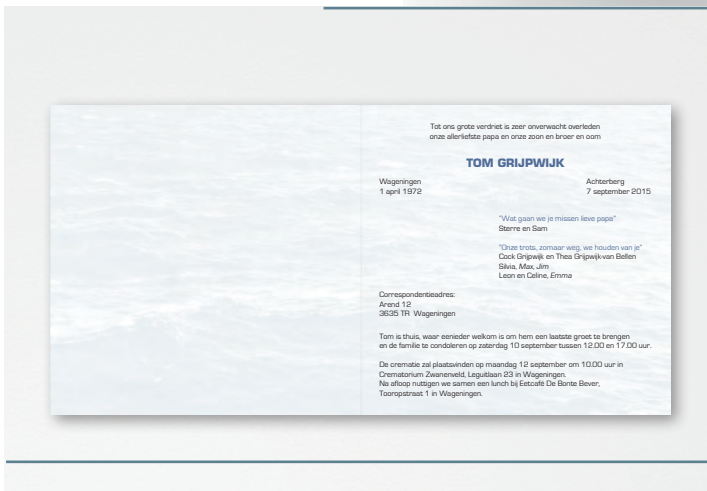 Tot ons grote verdriet is zeer onverwacht overleden
onze allerliefste papa en onze zoon en broer en oom
TOM GRIJPWIJK
Wageningen Achterberg
1 april 1972 7 september 2015
"Wat gaan we je missen lieve papa"
Sterre en Sam
"Onze trots, zomaar weg, we houden van je"
Cock Grijpwijk en Thea Grijpwijk-van Bellen
Silvia, Max, Jim
Leon en Celine, Emma
Correspondentieadres:
Arend 12
3635 TR Wageningen
Tom is thuis, waar eenieder welkom is om hem een laatste groet te brengen
en de familie te condoleren op zaterdag 10 september tussen 12.00 en 17.00 uur.
De crematie zal plaatsvinden op maandag 12 september om 10.00 uur in
Crematorium Zwanenveld, Leguitlaan 23 in Wageningen.
Na afloop nuttigen we samen een lunch bij Eetcafé De Bonte Bever,
Tooropstraat 1 in Wageningen.